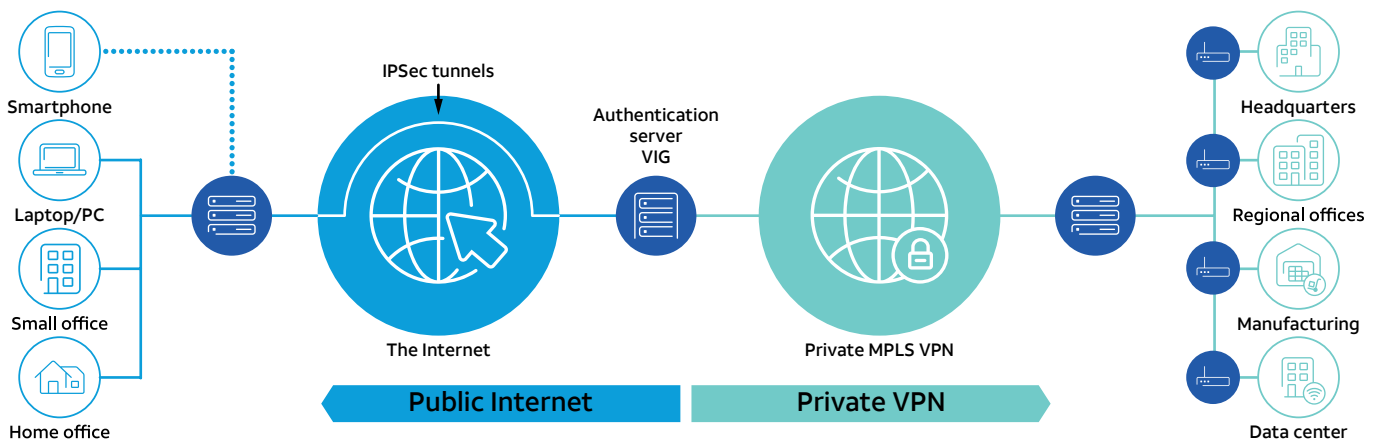 Smartphone
Laptop/PC
Small office
Home office
IPSec tunnels
The Internet
Authentication
server
VIG
Private MPLS VPN
Headquarters
Regional offices
Manufacturing
Data center
Public Internet
Private VPN